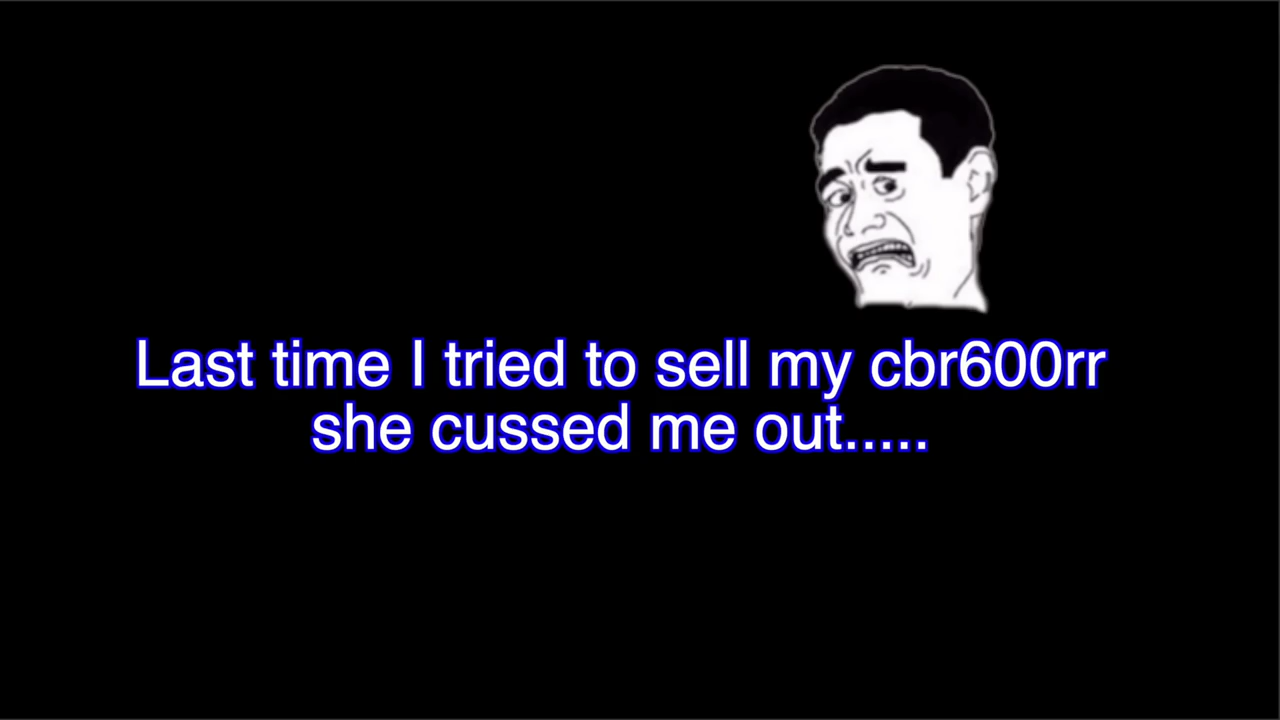 Last time I tried to sell my cbr600rr
she cussed me out.....